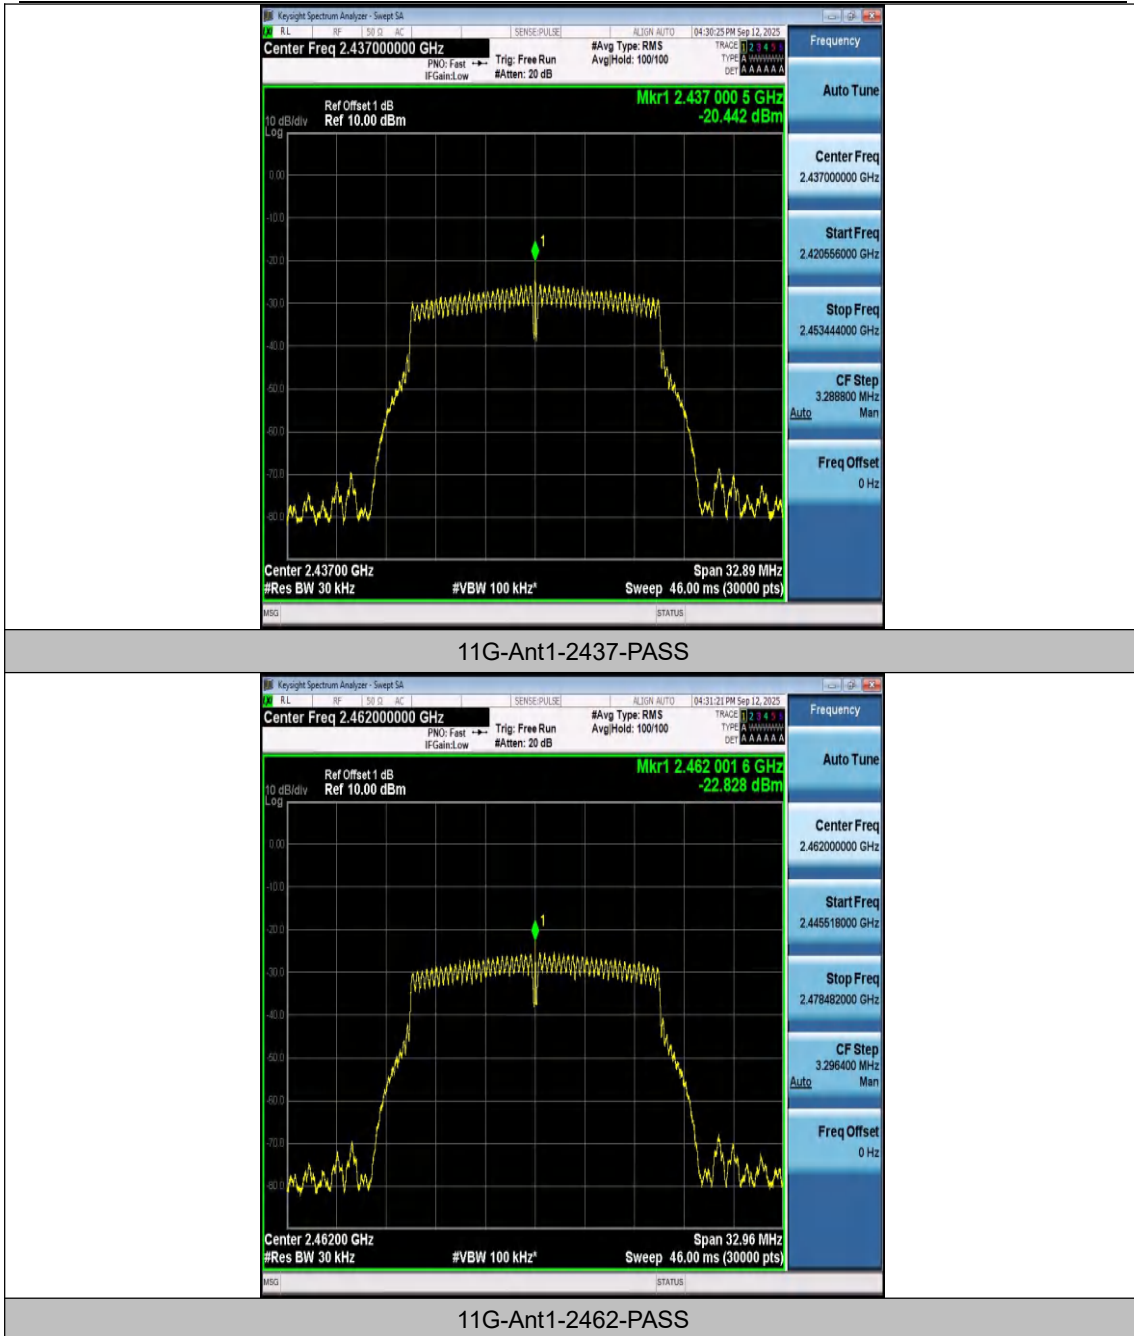 Keysight Spectrum Analyzer - Swept SA
RL RF 50 Ω AC SENSE:PULSE ALIGN AUTO 04:30:25 PM Sep 12, 2025
Center Freq 2.437000000 GHz
#Avg Type: RMS
TRACE 1 2 3 4 5 6
PNO: Fast
Trig: Free Run
Avg|Hold: 100/100
TYPE A WWWWW
IFGain:Low
#Atten: 20 dB
DET A A A A A A
Mkr1 2.437 000 5 GHz
Ref Offset 1 dB
-20.442 dBm
10 dB/div Ref 10.00 dBm
Log
0.00
-10.0
1
-20.0
-30.0
-40.0
-50.0
-60.0
-70.0
-80.0
Center 2.43700 GHz Span 32.89 MHz
#Res BW 30 kHz #VBW 100 kHz* Sweep 46.00 ms (30000 pts)
MSG STATUS
Frequency
Auto Tune
Center Freq
2.437000000 GHz
Start Freq
2.420556000 GHz
Stop Freq
2.453444000 GHz
CF Step
3.288800 MHz
Auto Man
Freq Offset
0 Hz
11G-Ant1-2437-PASS
Keysight Spectrum Analyzer - Swept SA
RL RF 50 Ω AC SENSE:PULSE ALIGN AUTO 04:31:21 PM Sep 12, 2025
Center Freq 2.462000000 GHz
#Avg Type: RMS
TRACE 1 2 3 4 5 6
PNO: Fast
Trig: Free Run
Avg|Hold: 100/100
TYPE A WWWWW
IFGain:Low
#Atten: 20 dB
DET A A A A A A
Mkr1 2.462 001 6 GHz
Ref Offset 1 dB
-22.828 dBm
10 dB/div Ref 10.00 dBm
Log
0.00
-10.0
1
-20.0
-30.0
-40.0
-50.0
-60.0
-70.0
-80.0
Center 2.46200 GHz Span 32.96 MHz
#Res BW 30 kHz #VBW 100 kHz* Sweep 46.00 ms (30000 pts)
MSG STATUS
Frequency
Auto Tune
Center Freq
2.462000000 GHz
Start Freq
2.445518000 GHz
Stop Freq
2.478482000 GHz
CF Step
3.296400 MHz
Auto Man
Freq Offset
0 Hz
11G-Ant1-2462-PASS